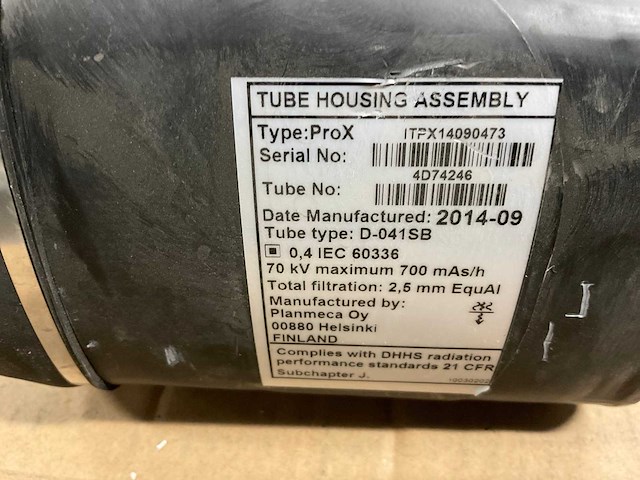 TUBE HOUSING ASSEMBLY
Type:ProX ITPX14090473
Serial No:
4D74246
Tube No:
Date Manufactured: 2014-09
Tube type: D-041SB
0,4 IEC 60336
70 kV maximum 700 mAs/h
Total filtration: 2,5 mm EquAl
Manufactured by:
Planmeca Oy
00880 Helsinki
FINLAND
Complies with DHHS radiation
performance standards 21 CFR
Subchapter J.